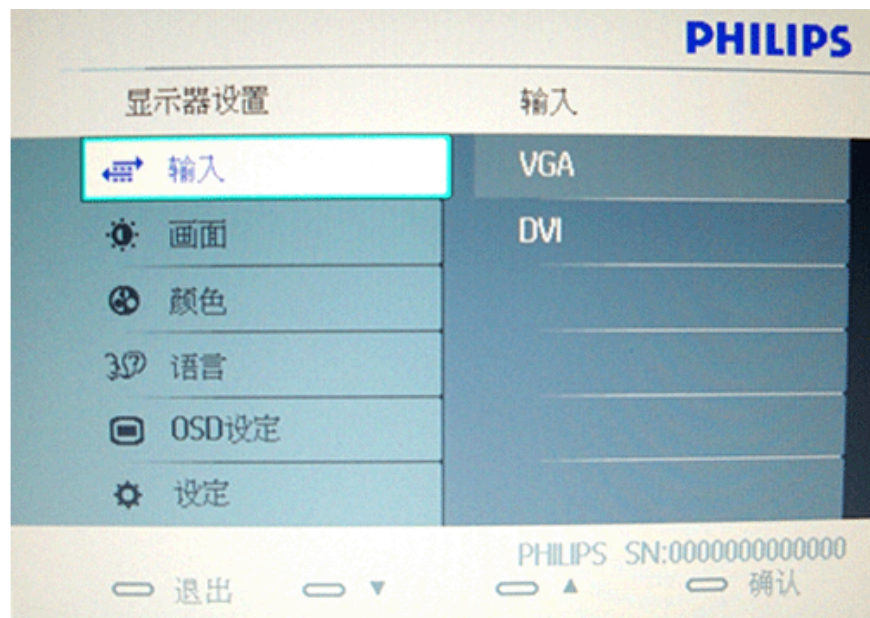 PHILIPS
显示器设置 输入
输入 VGA
画面 DVI
颜色
语言
OSD设定
设定
PHILIPS SN:0000000000000
退出 ▼ ▲ 确认